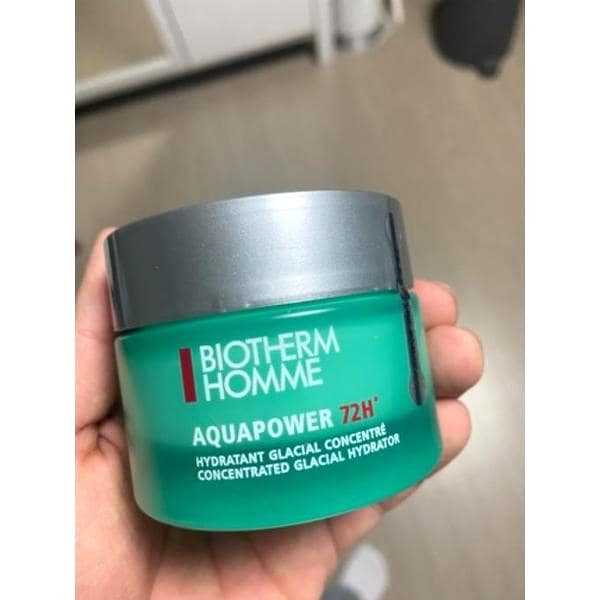 BIOTHERM
HOMME
AQUAPOWER 72H*
HYDRATANT GLACIAL CONCENTRÉ
CONCENTRATED GLACIAL HYDRATOR